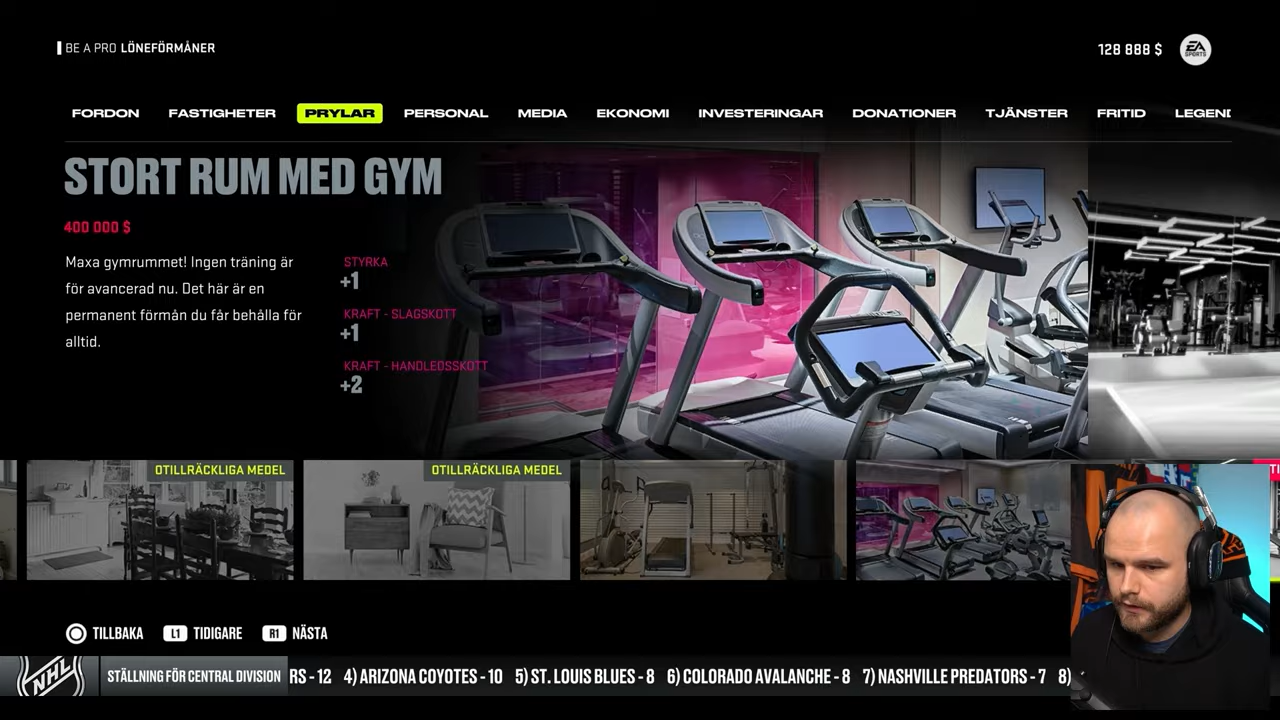 BE A PRO LÖNEFÖRMÅNER
128 888 $
EA SPORTS
FORDON FASTIGHETER PRYLAR PERSONAL MEDIA EKONOMI INVESTERINGAR DONATIONER TJÄNSTER FRITID LEGEND
STORT RUM MED GYM
400 000 $
Maxa gymrummet! Ingen träning är
för avancerad nu. Det här är en
permanent förmån du får behålla för
alltid.
STYRKA
+1
KRAFT - SLAGSKOTT
+1
KRAFT - HANDLEDSSKOTT
+2
OTILLRÄCKLIGA MEDEL
OTILLRÄCKLIGA MEDEL
TILLBAKA L1 TIDIGARE R1 NÄSTA
NHL STÄLLNING FÖR CENTRAL DIVISION RS - 12 4) ARIZONA COYOTES - 10 5) ST. LOUIS BLUES - 8 6) COLORADO AVALANCHE - 8 7) NASHVILLE PREDATORS - 7 8)